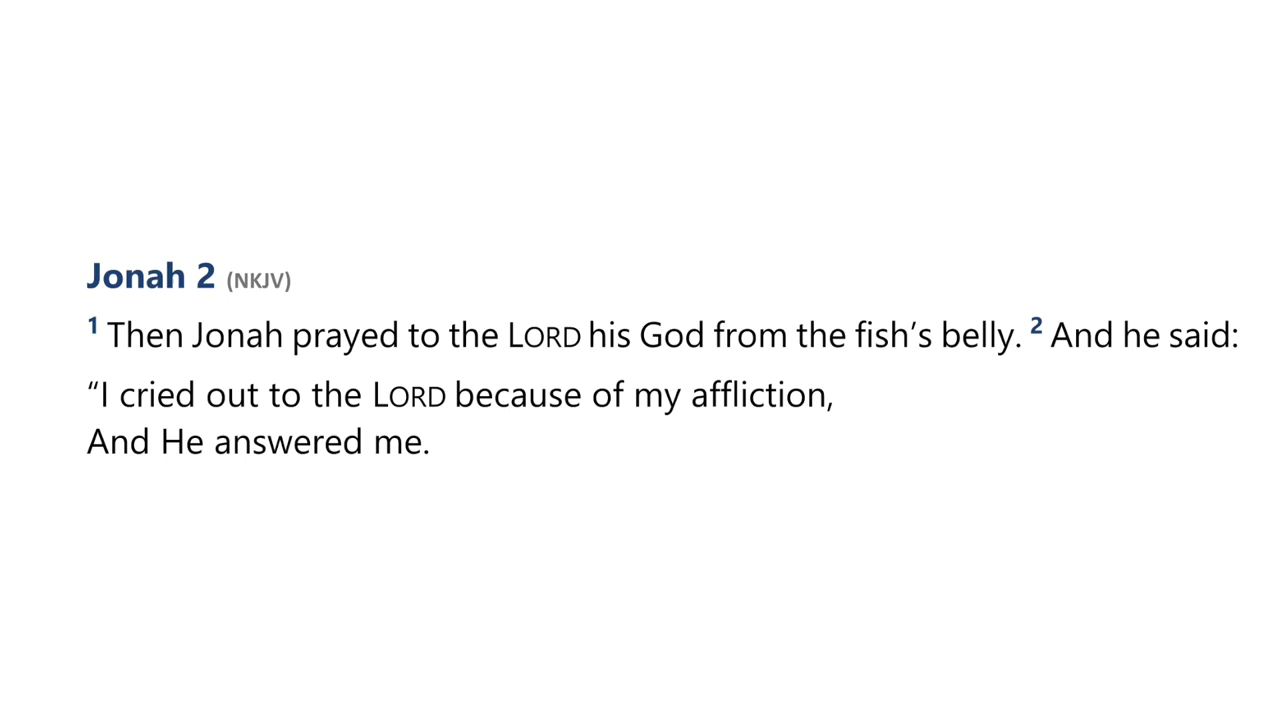 Jonah 2 (NKJV)
1 Then Jonah prayed to the LORD his God from the fish’s belly. 2 And he said:
“I cried out to the LORD because of my affliction,
And He answered me.